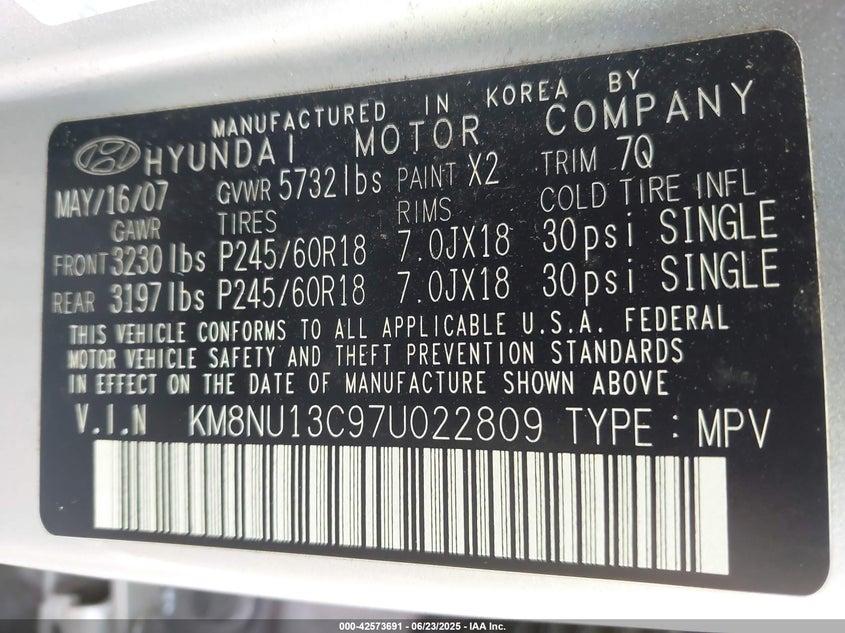 MANUFACTURED IN KOREA BY
HYUNDAI MOTOR COMPANY
MAY/16/07 GVWR 5732lbs PAINT X2 TRIM 7Q
GAWR TIRES RIMS COLD TIRE INFL
FRONT 3230 lbs P245/60R18 7.0JX18 30psi SINGLE
REAR 3197lbs P245/60R18 7.0JX18 30psi SINGLE
THIS VEHICLE CONFORMS TO ALL APPLICABLE U.S.A. FEDERAL
MOTOR VEHICLE SAFETY AND THEFT PREVENTION STANDARDS
IN EFFECT ON THE DATE OF MANUFACTURE SHOWN ABOVE
V.I.N KM8NU13C97U022809 TYPE : MPV
000-42573691 - 06/23/2025 - IAA Inc.